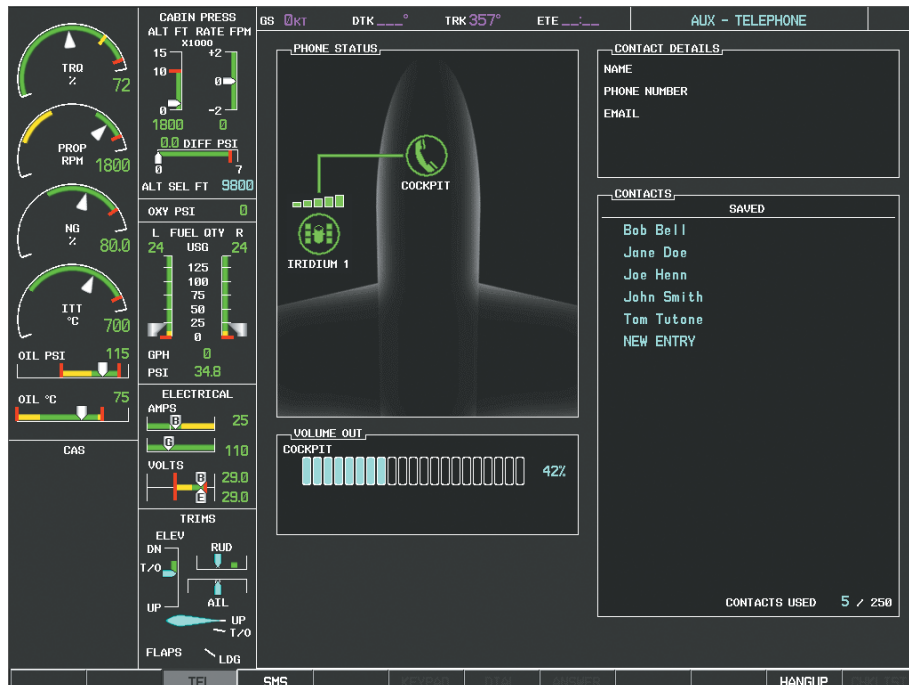 GS 0KT DTK ___° TRK 357° ETE __:__ AUX - TELEPHONE
TRQ
%
72
PROP
RPM
1800
NG
%
80.0
ITT
°C
700
OIL PSI 115
OIL °C 75
CAS
CABIN PRESS
ALT FT RATE FPM
X1000
15 +2
10
0
0 -2
1800 0
0.0 DIFF PSI
0 7
ALT SEL FT 9800
OXY PSI 0
L FUEL QTY R
24 USG 24
125
100
75
50
25
0
GPH 0
PSI 34.8
ELECTRICAL
AMPS
B 25
G 110
VOLTS
B 29.0
E 29.0
TRIMS
ELEV
DN RUD
T/O
UP AIL
UP
T/O
FLAPS LDG
PHONE STATUS
COCKPIT
IRIDIUM 1
VOLUME OUT
COCKPIT
42%
CONTACT DETAILS
NAME
PHONE NUMBER
EMAIL
CONTACTS
SAVED
Bob Bell
Jane Doe
Joe Henn
John Smith
Tom Tutone
NEW ENTRY
CONTACTS USED 5 / 250
TEL SMS KEYPAD DIAL ANSWER HANGUP CHKLIST